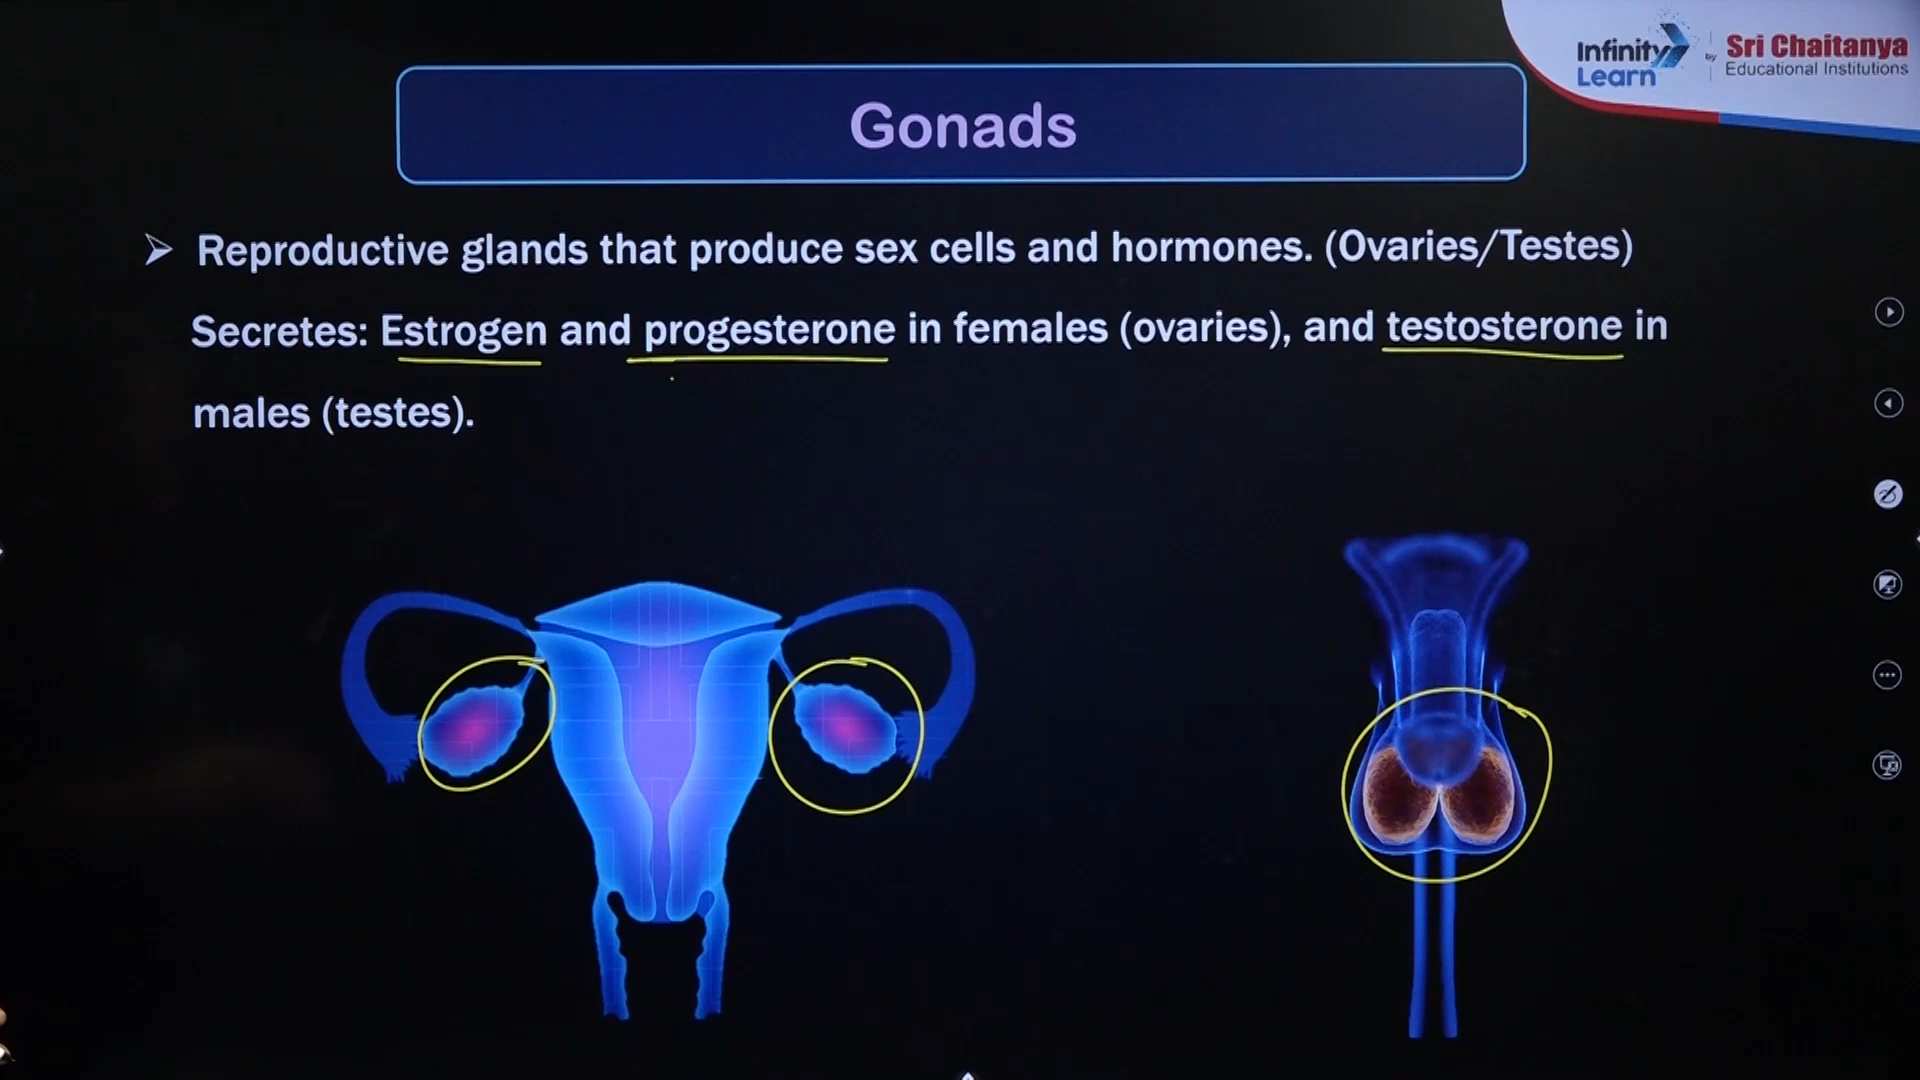 Infinity Learn by Sri Chaitanya Educational Institutions
Gonads
➢ Reproductive glands that produce sex cells and hormones. (Ovaries/Testes)
Secretes: Estrogen and progesterone in females (ovaries), and testosterone in
males (testes).